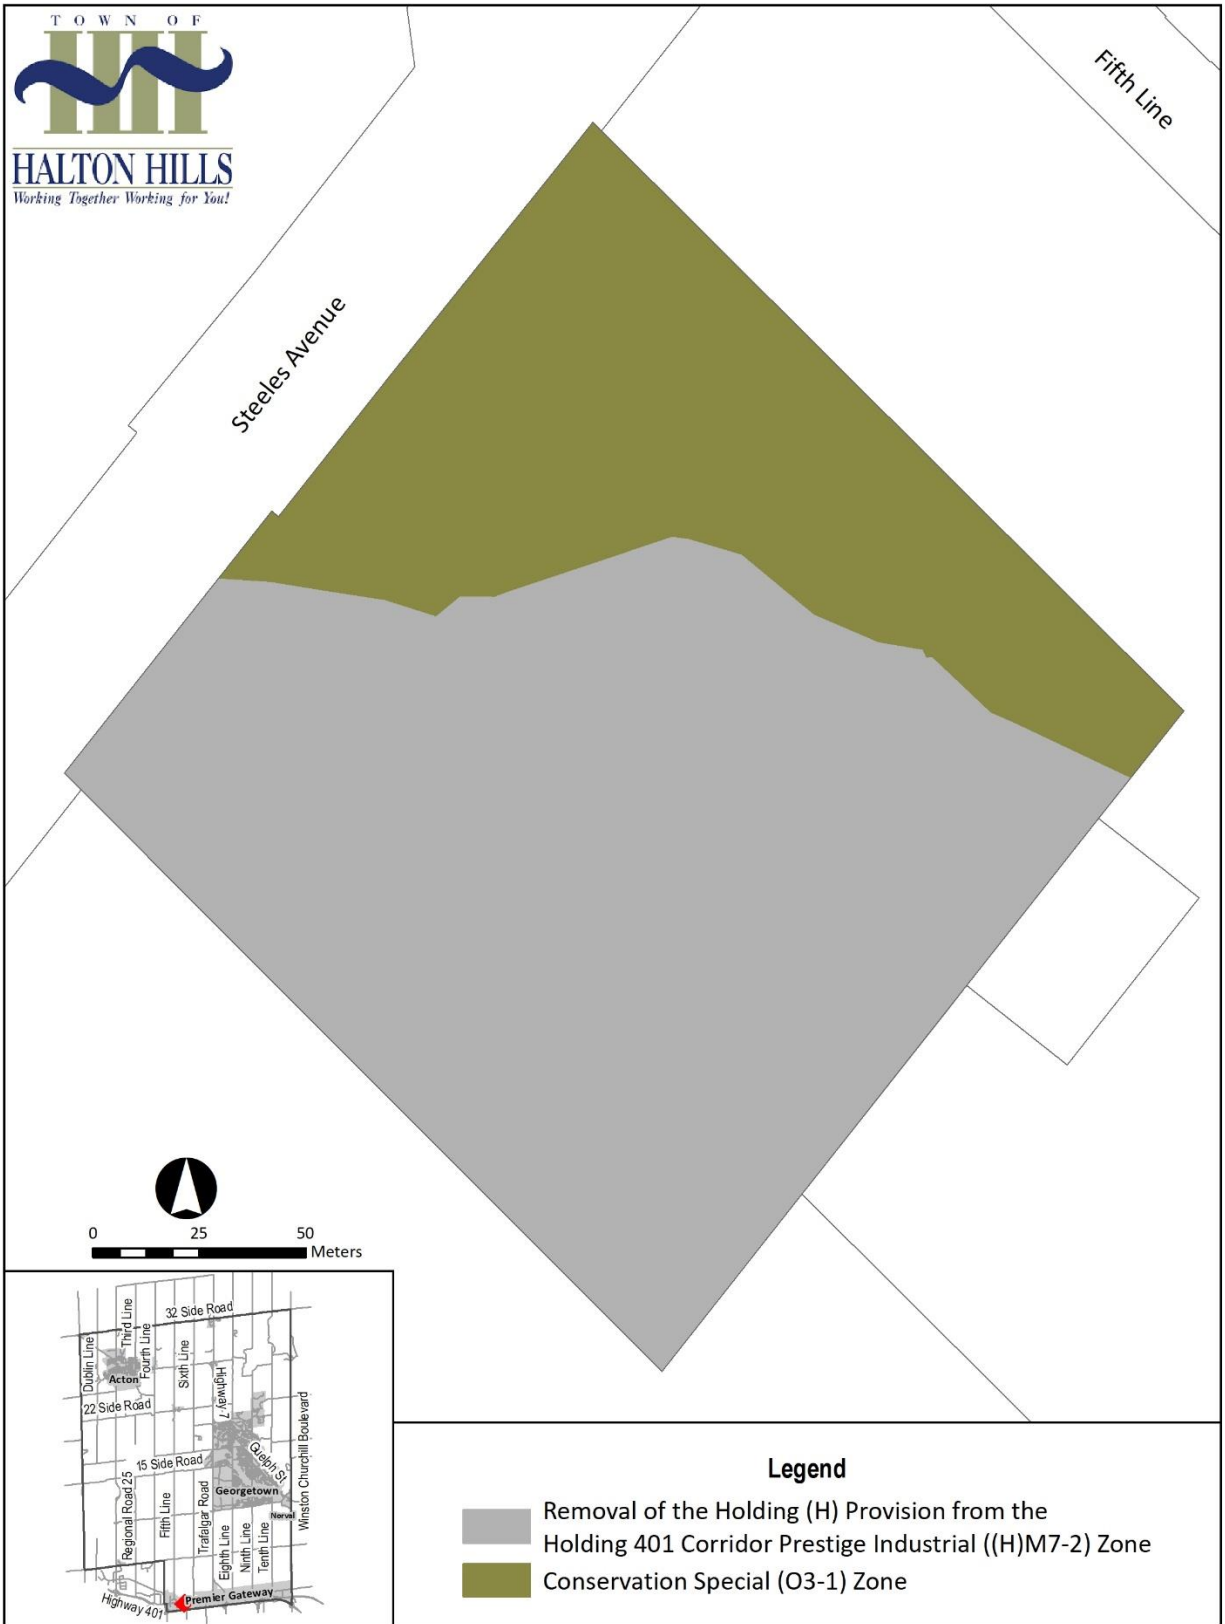 TOWN OF
HALTON HILLS
Working Together Working for You!
Fifth Line
Steeles Avenue
0 25 50
Meters
32 Side Road
Dublin Line
Third Line
Fourth Line
Sixth Line
Highway 7
Acton
22 Side Road
Guelph St.
15 Side Road
Georgetown
Norval
Winston Churchill Boulevard
Regional Road 25
Fifth Line
Trafalgar Road
Eighth Line
Ninth Line
Tenth Line
Premier Gateway
Highway 401
Legend
Removal of the Holding (H) Provision from the
Holding 401 Corridor Prestige Industrial ((H)M7-2) Zone
Conservation Special (O3-1) Zone